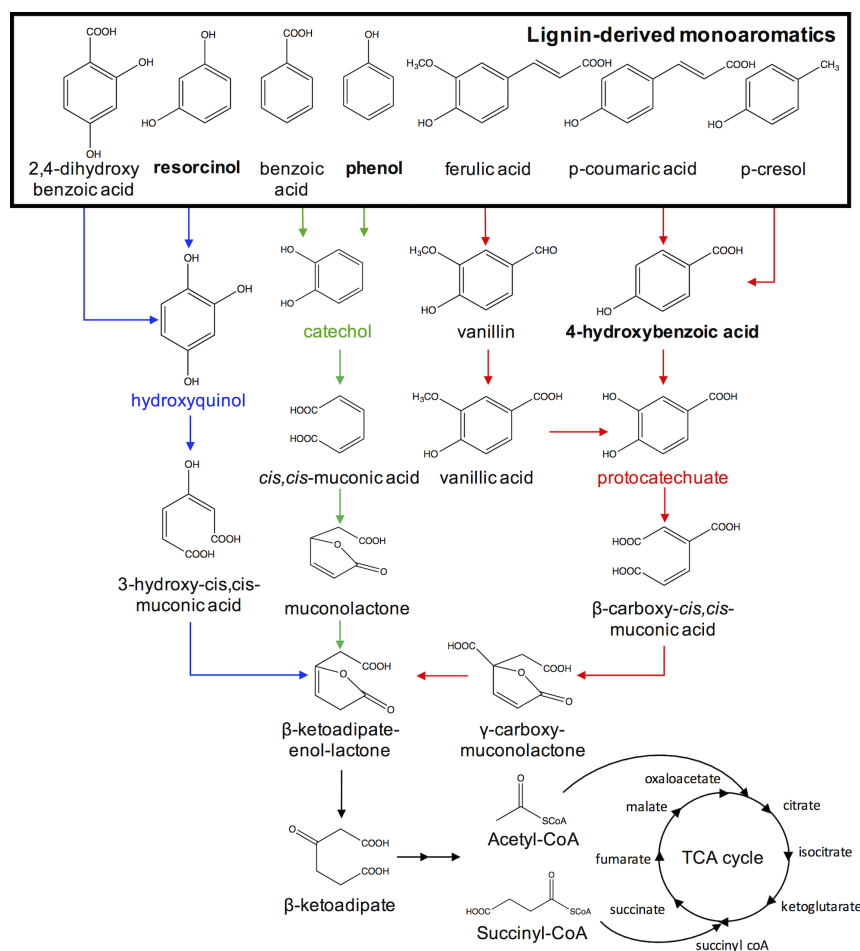 Lignin-derived monoaromatics
COOH
OH
OH
OH
HO
COOH
OH
H₃CO
HO
COOH
HO
COOH
CH₃
HO
2,4-dihydroxy
benzoic acid
resorcinol
benzoic
acid
phenol
ferulic acid
p-coumaric acid
p-cresol
OH
OH
OH
hydroxyquinol
HO
HO
catechol
H₃CO
CHO
HO
vanillin
COOH
HO
4-hydroxybenzoic acid
HOOC
HOOC
cis,cis-muconic acid
H₃CO
COOH
HO
vanillic acid
HO
COOH
HO
protocatechuate
OH
COOH
COOH
3-hydroxy-cis,cis-
muconic acid
COOH
O
O
muconolactone
COOH
HOOC
HOOC
β-carboxy-cis,cis-
muconic acid
COOH
O
O
β-ketoadipate-
enol-lactone
HOOC
COOH
O
O
γ-carboxy-
muconolactone
O
COOH
COOH
β-ketoadipate
O
SCoA
Acetyl-CoA
O
HOOC
SCoA
Succinyl-CoA
TCA cycle
oxaloacetate
citrate
isocitrate
ketoglutarate
succinyl coA
succinate
fumarate
malate